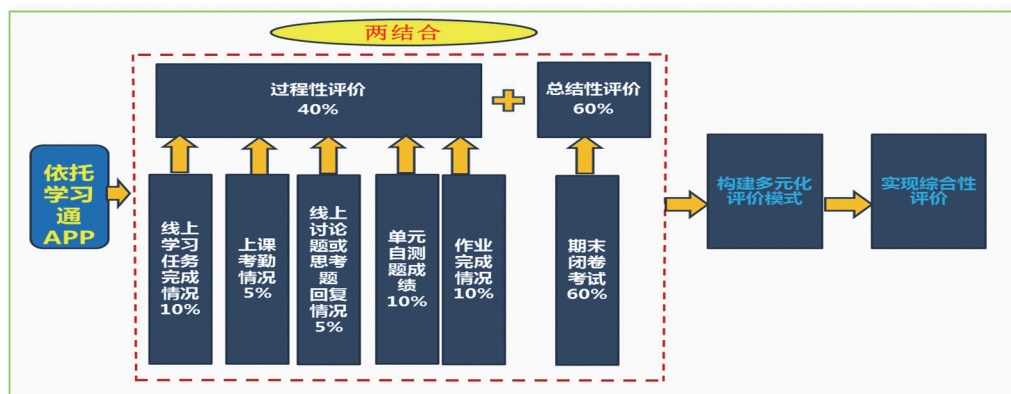 两结合
过程性评价
40%
总结性评价
60%
依托
学习
通
APP
线上
学习
任务
完成
情况
10%
上课
考勤
情况
5%
线上
讨论
题或
思考
题
回复
情况
5%
单元
自测
题成
绩
10%
作业
完成
情况
10%
期末
闭卷
考试
60%
构建多元化
评价模式
实现综合性
评价